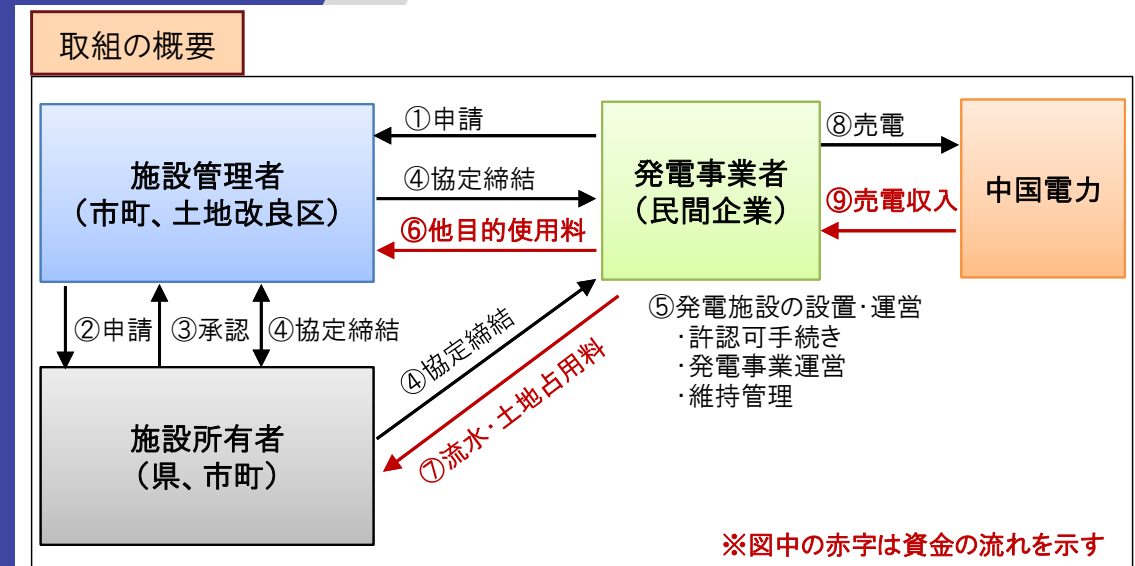 取組の概要
施設管理者
（市町、土地改良区）
①申請
④協定締結
⑥他目的使用料
発電事業者
（民間企業）
⑧売電
⑨売電収入
中国電力
②申請
③承認
④協定締結
④協定締結
⑦流水・土地占用料
⑤発電施設の設置・運営
・許認可手続き
・発電事業運営
・維持管理
施設所有者
（県、市町）
※図中の赤字は資金の流れを示す